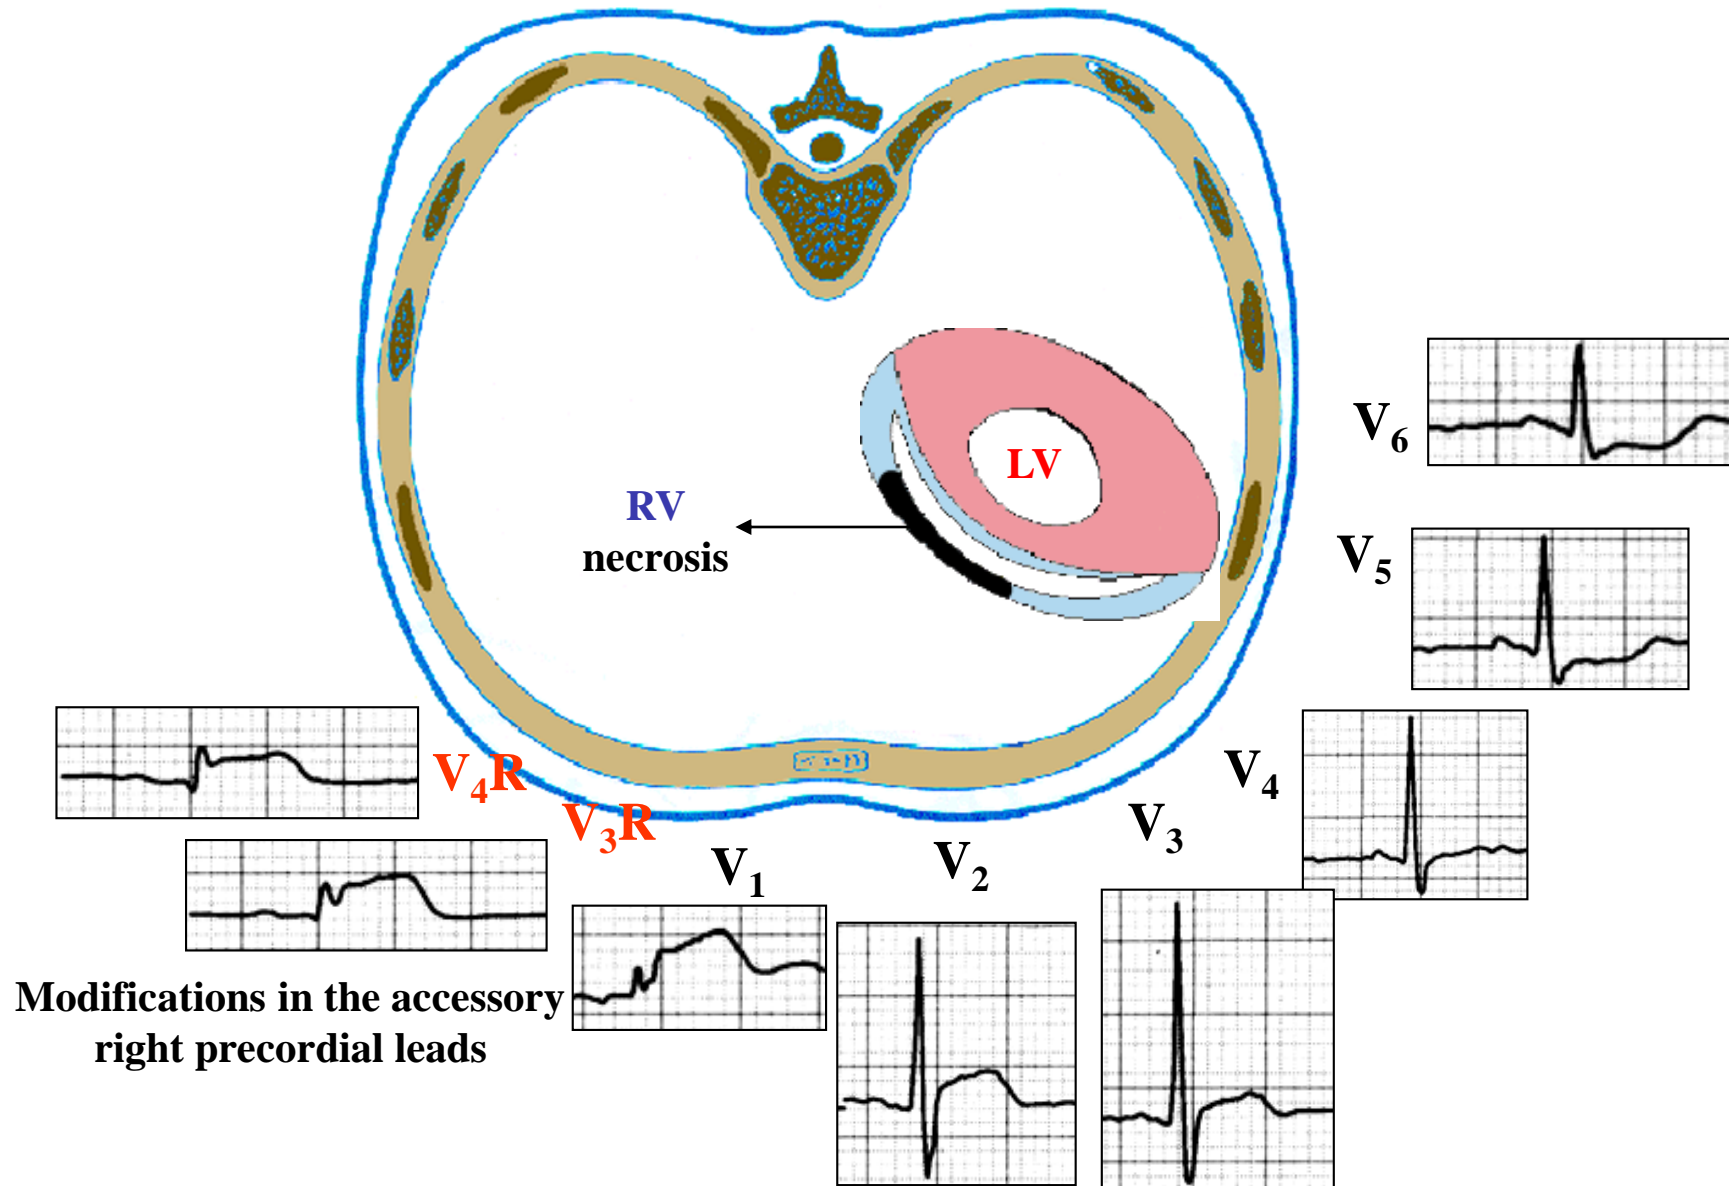 V6
LV
RV
necrosis
V5
V4R
V4
V3R
V3
V1
V2
Modifications in the accessory
right precordial leads